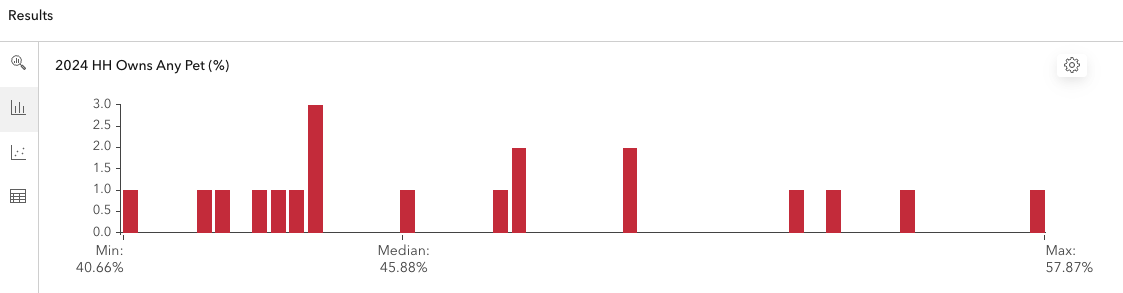 Results
2024 HH Owns Any Pet (%)
3.0
2.5
2.0
1.5
1.0
0.5
0.0
Min:
40.66%
Median:
45.88%
Max:
57.87%